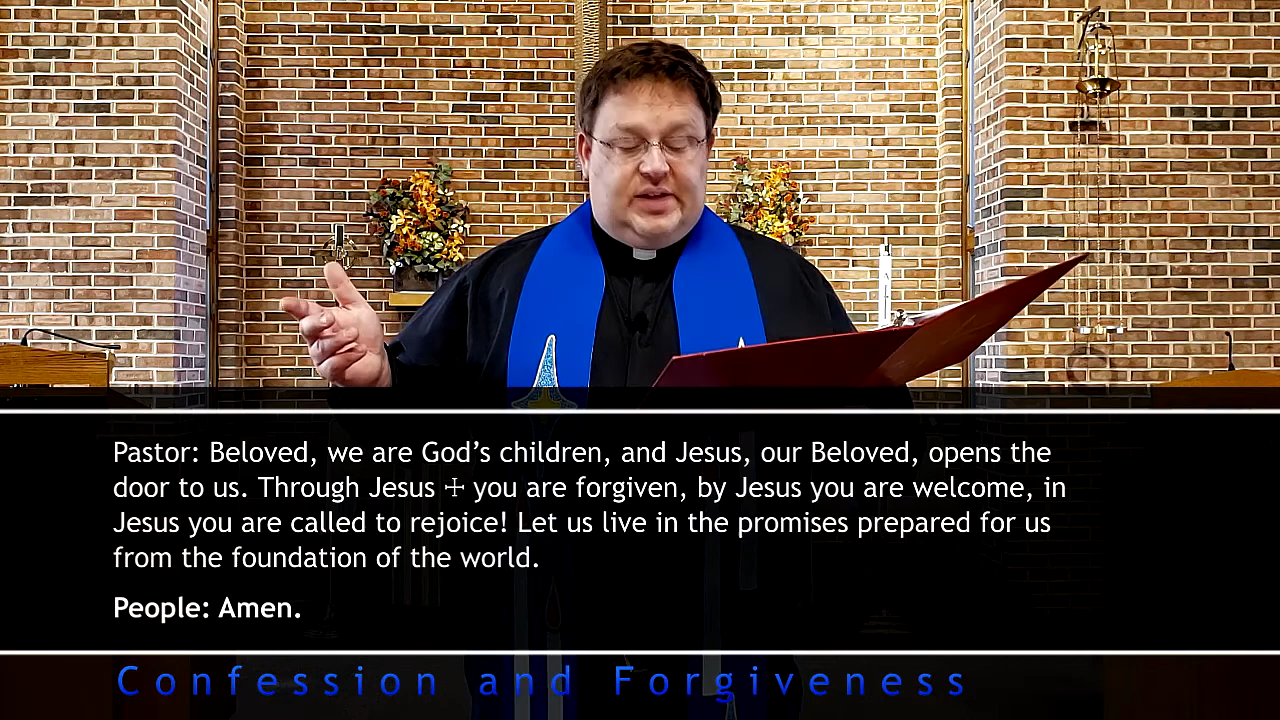 Pastor: Beloved, we are God’s children, and Jesus, our Beloved, opens the
door to us. Through Jesus ☩ you are forgiven, by Jesus you are welcome, in
Jesus you are called to rejoice! Let us live in the promises prepared for us
from the foundation of the world.
People: Amen.
Confession and Forgiveness